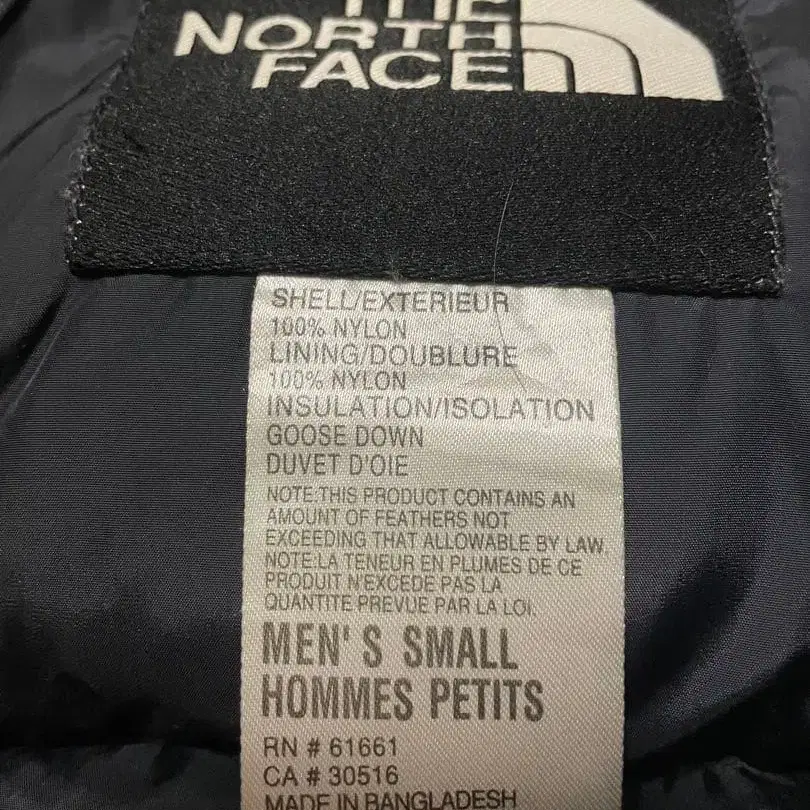 THE
NORTH
FACE
SHELL/EXTERIEUR
100% NYLON
LINING/DOUBLURE
100% NYLON
INSULATION/ISOLATION
GOOSE DOWN
DUVET D'OIE
NOTE:THIS PRODUCT CONTAINS AN
AMOUNT OF FEATHERS NOT
EXCEEDING THAT ALLOWABLE BY LAW.
NOTE:LA TENEUR EN PLUMES DE CE
PRODUIT N'EXCEDE PAS LA
QUANTITE PREVUE PAR LA LOI.
MEN'S SMALL
HOMMES PETITS
RN # 61661
CA # 30516
MADE IN BANGLADESH